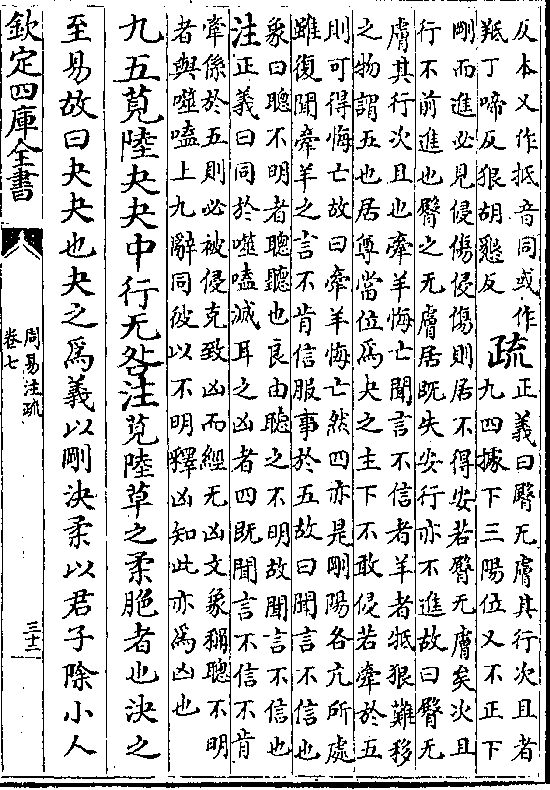 反本又作抵音同或作
羝丁啼反狠胡懇反
疏
正義曰臀无膚其行次且者
九四據下三陽位又不正下
剛而進必見侵傷侵傷則居不得安若臀无膚矣次且
行不前進也臀之无膚居既失安行亦不進故曰臀无
膚其行次且也牽羊悔亡聞言不信者羊者牴狠難移
之物謂五也居尊當位爲夬之主下不敢侵若牽於五
則可得悔亡故曰牽羊悔亡然四亦是剛陽各亢所處
雖復聞牽羊之言不肯信服事於五故曰聞言不信也
象曰聰不明者聰聽也良由聽之不明故聞言不信也
注正義曰同於噬嗑滅耳之凶者四既聞言不信不肯
牽係於五則必被侵克致凶而經无凶文象稱聰不明
者與噬嗑上九辭同彼以不明釋凶知此亦爲凶也
九五莧陸夬夬中行无咎注莧陸草之柔脆者也決之
至易故曰夬夬也夬之爲義以剛決柔以君子除小人
欽定四庫全書
周易注疏
卷七
三十二